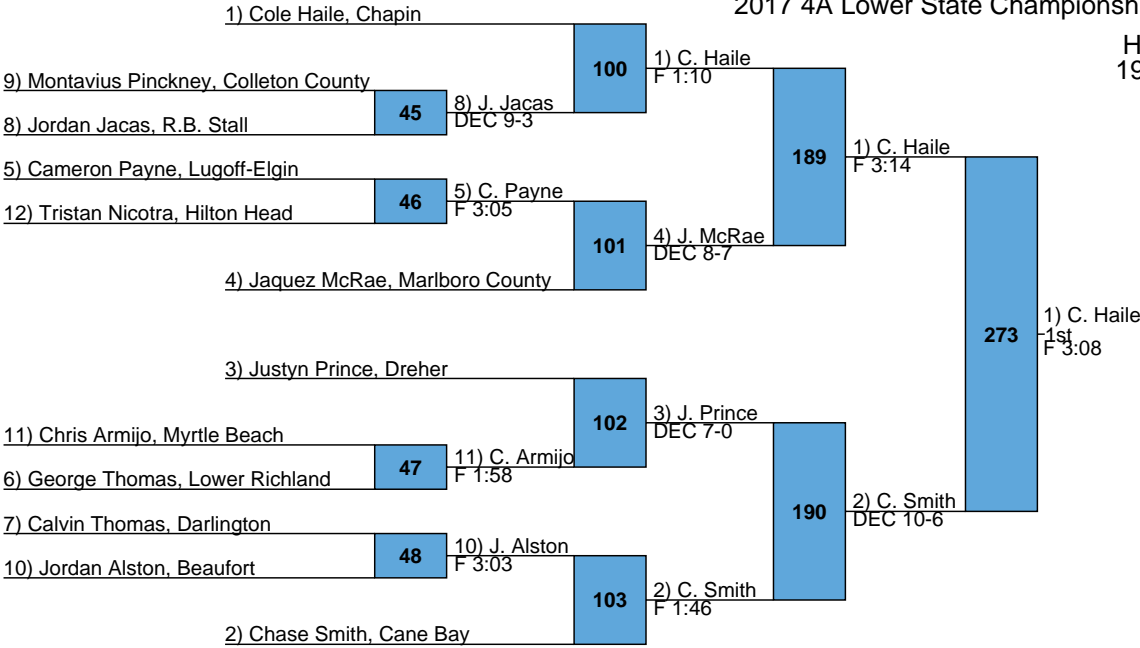 2017 4A Lower State Championsh
H
19
1) Cole Haile, Chapin
100
1) C. Haile
F 1:10
9) Montavius Pinckney, Colleton County
45
8) J. Jacas
DEC 9-3
8) Jordan Jacas, R.B. Stall
189
1) C. Haile
F 3:14
5) Cameron Payne, Lugoff-Elgin
46
5) C. Payne
F 3:05
12) Tristan Nicotra, Hilton Head
101
4) J. McRae
DEC 8-7
4) Jaquez McRae, Marlboro County
273
1) C. Haile
1st
F 3:08
3) Justyn Prince, Dreher
102
3) J. Prince
DEC 7-0
11) Chris Armijo, Myrtle Beach
47
11) C. Armijo
F 1:58
6) George Thomas, Lower Richland
190
2) C. Smith
DEC 10-6
7) Calvin Thomas, Darlington
48
10) J. Alston
F 3:03
10) Jordan Alston, Beaufort
103
2) C. Smith
F 1:46
2) Chase Smith, Cane Bay